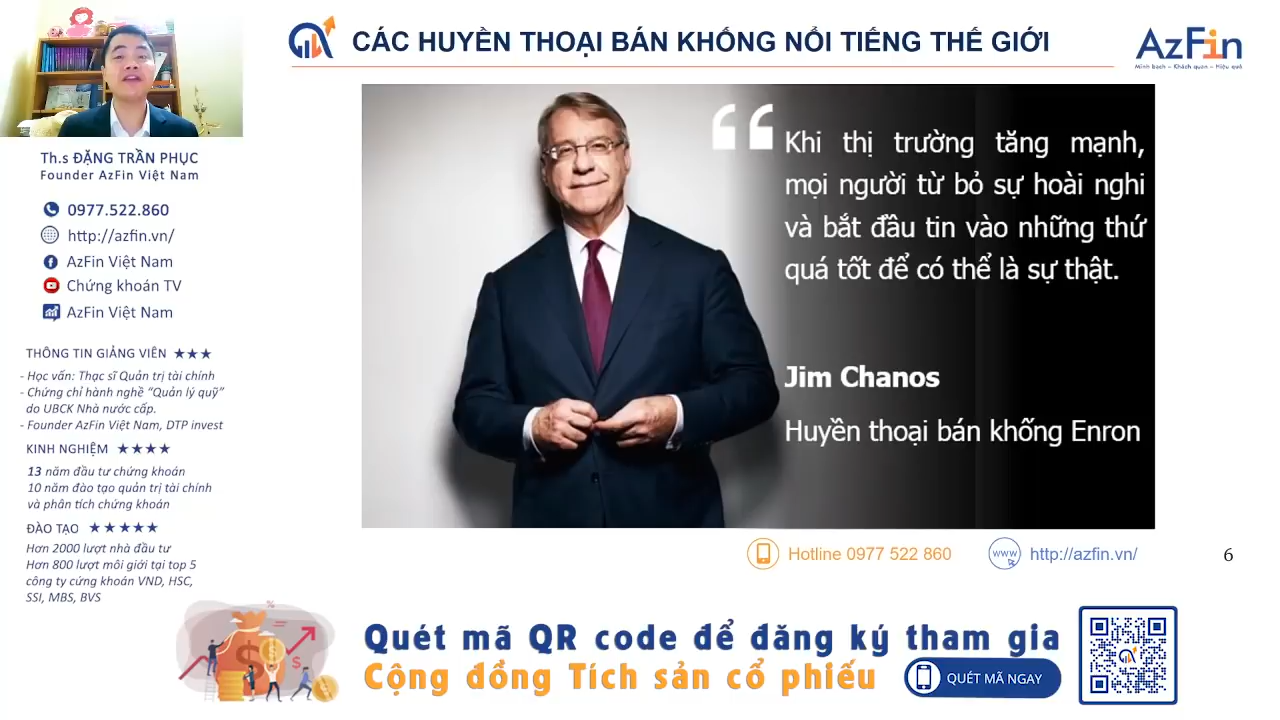 CÁC HUYỀN THOẠI BÁN KHỐNG NỔI TIẾNG THẾ GIỚI
AzFin
Minh bạch – Khách quan – Hiệu quả
Khi thị trường tăng mạnh,
mọi người từ bỏ sự hoài nghi
và bắt đầu tin vào những thứ
quá tốt để có thể là sự thật.
Jim Chanos
Huyền thoại bán khống Enron
Th.s ĐẶNG TRẦN PHỤC
Founder AzFin Việt Nam
0977.522.860
http://azfin.vn/
AzFin Việt Nam
Chứng khoán TV
AzFin Việt Nam
THÔNG TIN GIẢNG VIÊN ★★★
- Học vấn: Thạc sĩ Quản trị tài chính
- Chứng chỉ hành nghề “Quản lý quỹ”
do UBCK Nhà nước cấp.
- Founder AzFin Việt Nam, DTP invest
KINH NGHIỆM ★★★★
13 năm đầu tư chứng khoán
10 năm đào tạo quản trị tài chính
và phân tích chứng khoán
ĐÀO TẠO ★★★★★
Hơn 2000 lượt nhà đầu tư
Hơn 800 lượt môi giới tại top 5
công ty cứng khoán VND, HSC,
SSI, MBS, BVS
Hotline 0977 522 860
www
http://azfin.vn/
6
Quét mã QR code để đăng ký tham gia
Cộng đồng Tích sản cổ phiếu
QUÉT MÃ NGAY